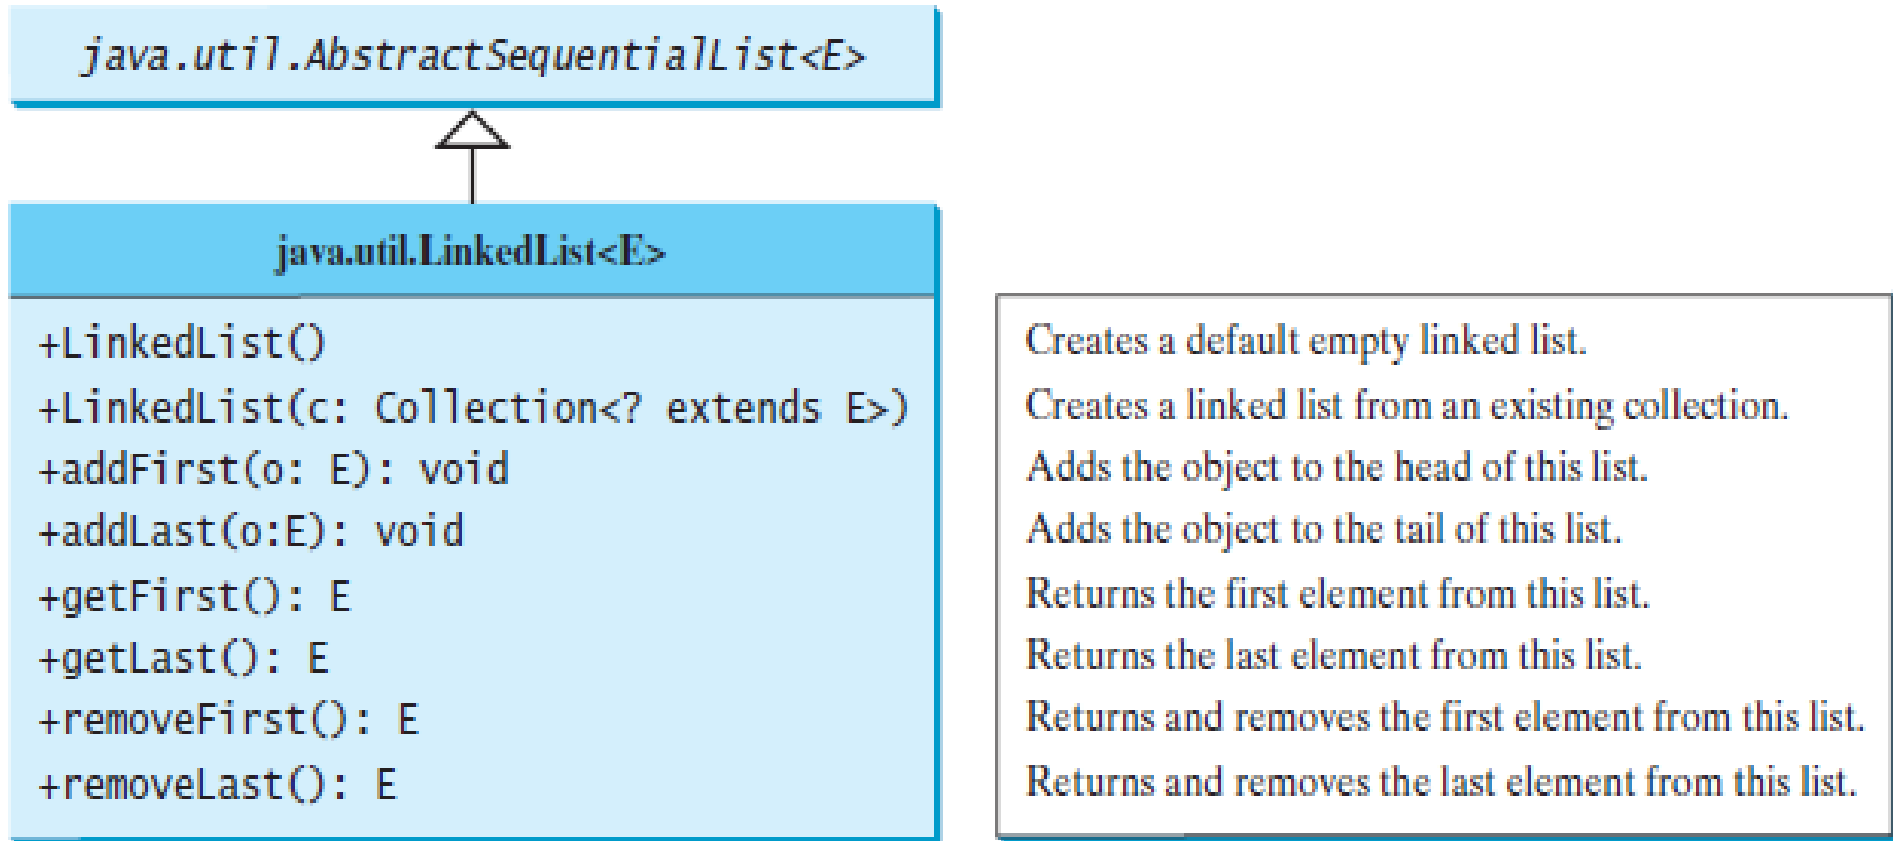 java.util.AbstractSequentialList<E>
java.util.LinkedList<E>
+LinkedList()
+LinkedList(c: Collection<? extends E>)
+addFirst(o: E): void
+addLast(o:E): void
+getFirst(): E
+getLast(): E
+removeFirst(): E
+removeLast(): E
Creates a default empty linked list.
Creates a linked list from an existing collection.
Adds the object to the head of this list.
Adds the object to the tail of this list.
Returns the first element from this list.
Returns the last element from this list.
Returns and removes the first element from this list.
Returns and removes the last element from this list.